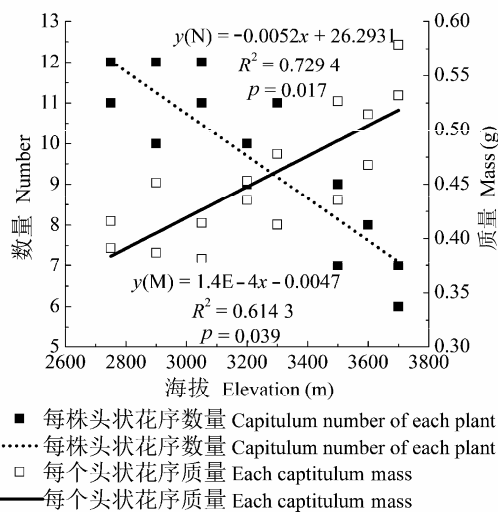 13
12
11
10
9
8
7
6
5
数量 Number
0.60
0.55
0.50
0.45
0.40
0.35
0.30
质量 Mass (g)
y(N) = −0.0052x + 26.2931
R² = 0.729 4
p = 0.017
y(M) = 1.4E−4x −0.0047
R² = 0.614 3
p = 0.039
2600 2800 3000 3200 3400 3600 3800
海拔 Elevation (m)
每株头状花序数量 Capitulum number of each plant
每株头状花序数量 Capitulum number of each plant
每个头状花序质量 Each captitulum mass
每个头状花序质量 Each captitulum mass